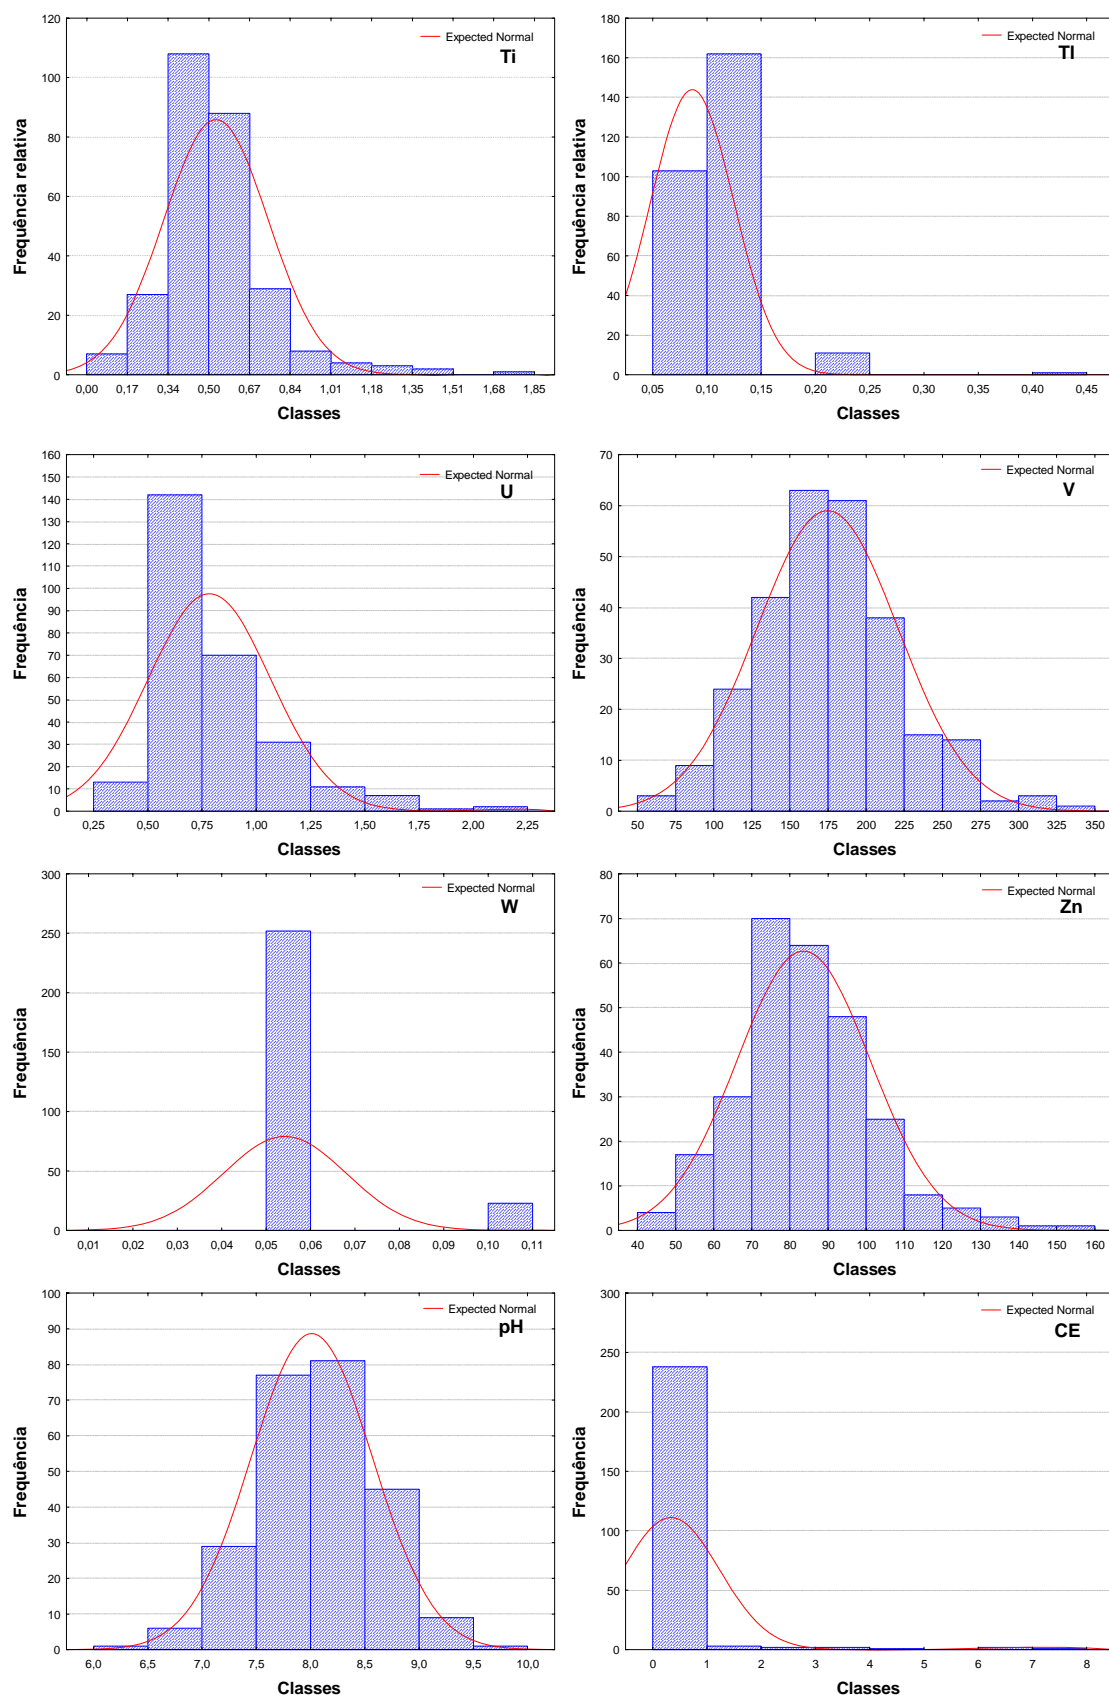 Expected Normal
Ti
Frequência relativa
120
100
80
60
40
20
0
0,00 0,17 0,34 0,50 0,67 0,84 1,01 1,18 1,35 1,51 1,68 1,85
Classes
Expected Normal
Tl
Frequência relativa
180
160
140
120
100
80
60
40
20
0
0,05 0,10 0,15 0,20 0,25 0,30 0,35 0,40 0,45
Classes
Expected Normal
U
Frequência
160
150
140
130
120
110
100
90
80
70
60
50
40
30
20
10
0
0,25 0,50 0,75 1,00 1,25 1,50 1,75 2,00 2,25
Classes
Expected Normal
V
Frequência
70
60
50
40
30
20
10
0
50 75 100 125 150 175 200 225 250 275 300 325 350
Classes
Expected Normal
W
Frequência
300
250
200
150
100
50
0
0,01 0,02 0,03 0,04 0,05 0,06 0,07 0,08 0,09 0,10 0,11
Classes
Expected Normal
Zn
Frequência
80
70
60
50
40
30
20
10
0
40 50 60 70 80 90 100 110 120 130 140 150 160
Classes
Expected Normal
pH
Frequência
100
90
80
70
60
50
40
30
20
10
0
6,0 6,5 7,0 7,5 8,0 8,5 9,0 9,5 10,0
Classes
Expected Normal
CE
Frequência
300
250
200
150
100
50
0
0 1 2 3 4 5 6 7 8
Classes